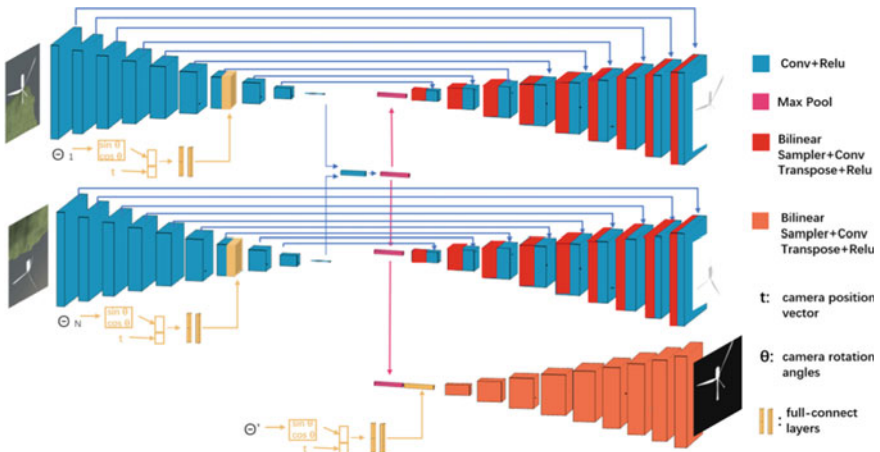 Conv+Relu
Max Pool
Bilinear
Sampler+Conv
Transpose+Relu
Bilinear
Sampler+Conv
Transpose+Relu
t: camera position
vector
θ: camera rotation
angles
: full-connect
layers
Θ 1
sin θ
cos θ
t
Θ N
sin θ
cos θ
t
Θ'
sin θ
cos θ
t